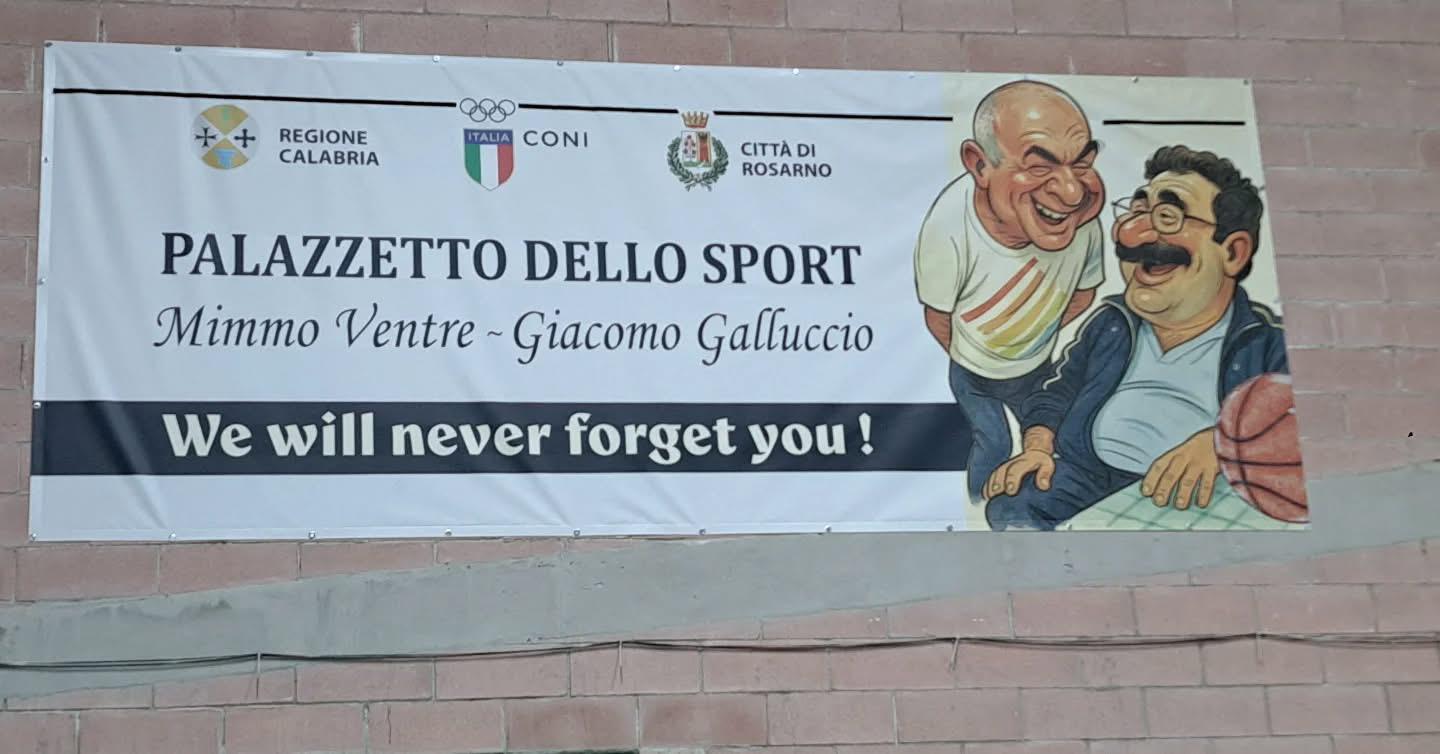 REGIONE
CALABRIA
ITALIA
CONI
CITTÀ DI
ROSARNO
PALAZZETTO DELLO SPORT
Mimmo Ventre ~ Giacomo Galluccio
We will never forget you !